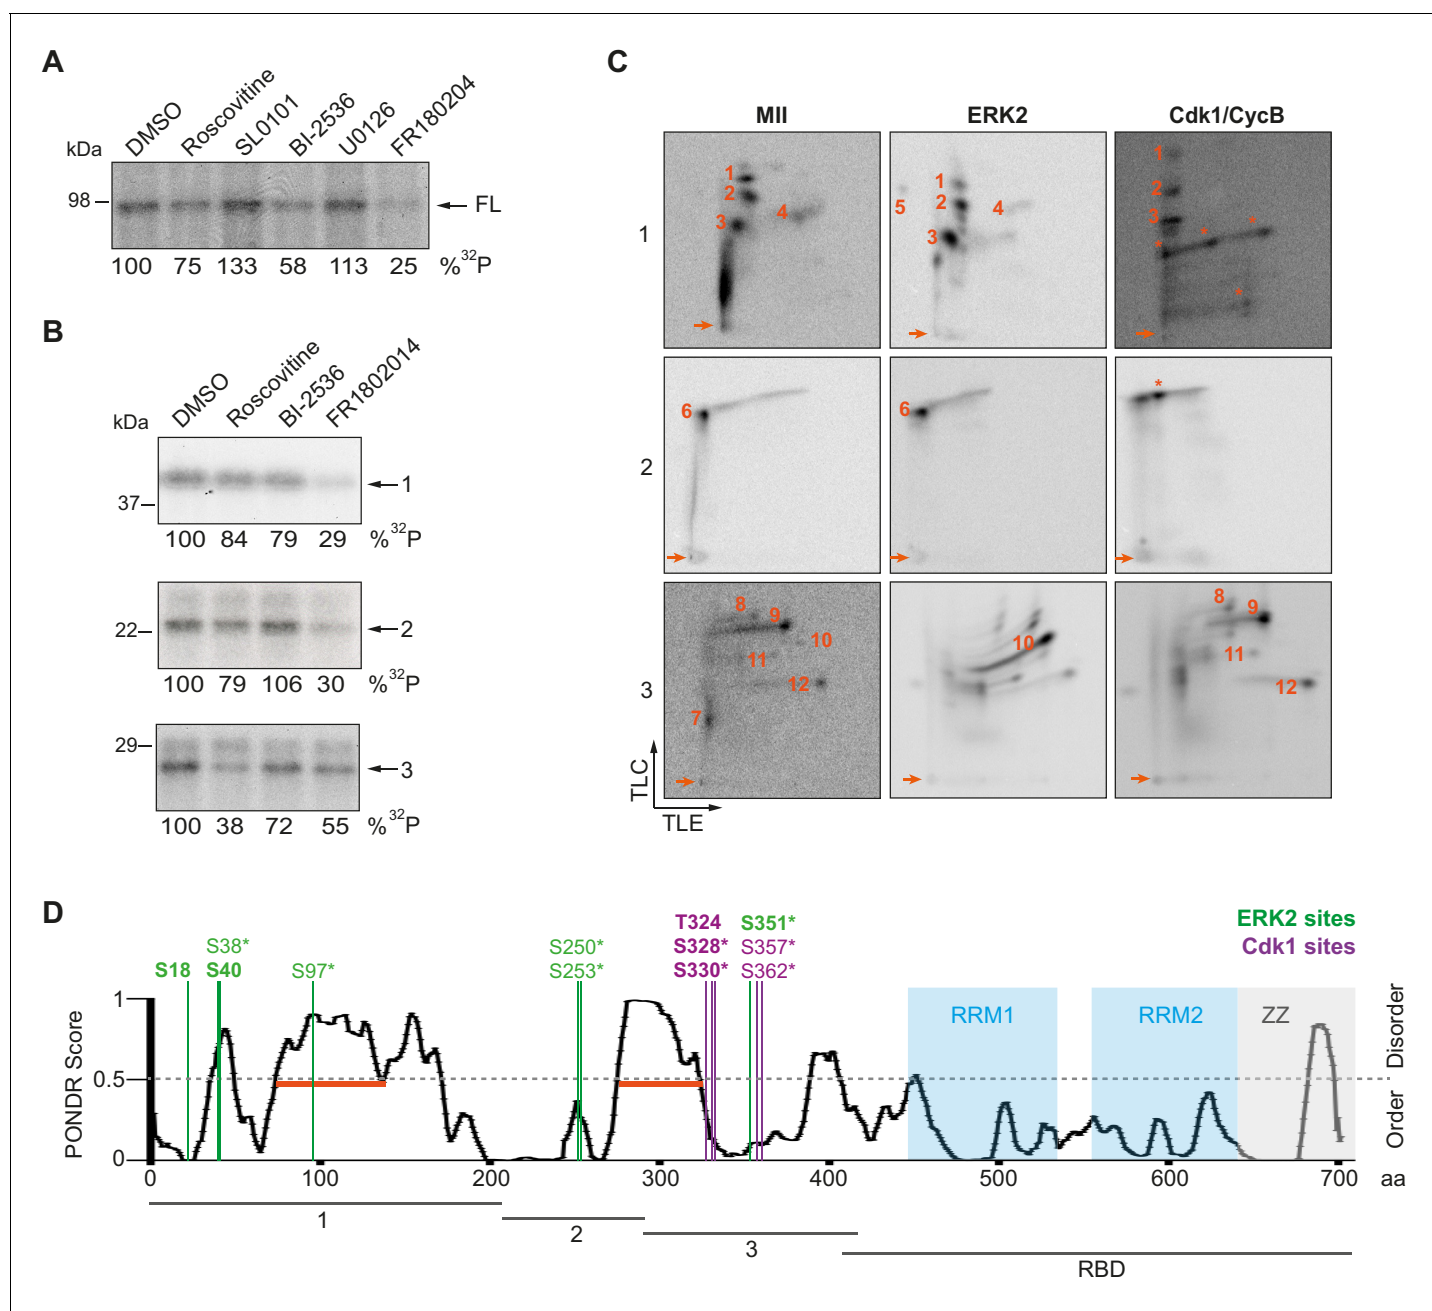 A
DMSO
Roscovitine
SL0101
BI-2536
U0126
FR180204
kDa
98
FL
100 75 133 58 113 25 % 32P
B
DMSO
Roscovitine
BI-2536
FR1802014
kDa
37
1
100 84 79 29 % 32P
22
2
100 79 106 30 % 32P
29
3
100 38 72 55 % 32P
C
MII ERK2 Cdk1/CycB
1
1 2 3 4
1 2 3 4 5
1 2 3 * * * *
2
6
6
*
3
7 8 9 10 11 12
10
8 9 11 12
TLC
TLE
D
ERK2 sites
Cdk1 sites
S18
S38*
S40
S97*
S250*
S253*
T324
S328*
S330*
S351*
S357*
S362*
RRM1 RRM2 ZZ
PONDR Score
1
0.5
0
Disorder
Order
0 100 200 300 400 500 600 700 aa
1
2
3
RBD